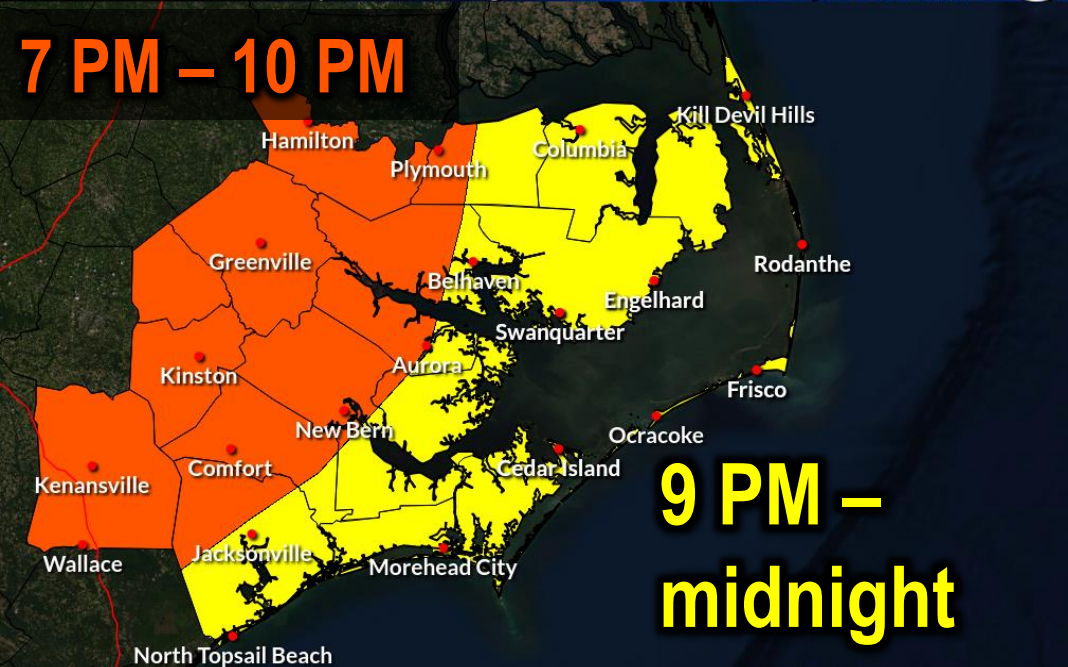 7 PM – 10 PM
Kill Devil Hills
Hamilton
Columbia
Plymouth
Greenville
Rodanthe
Belhaven
Engelhard
Swanquarter
Aurora
Kinston
Frisco
New Bern
Ocracoke
Comfort
Cedar Island
Kenansville
9 PM –
midnight
Jacksonville
Wallace
Morehead City
North Topsail Beach